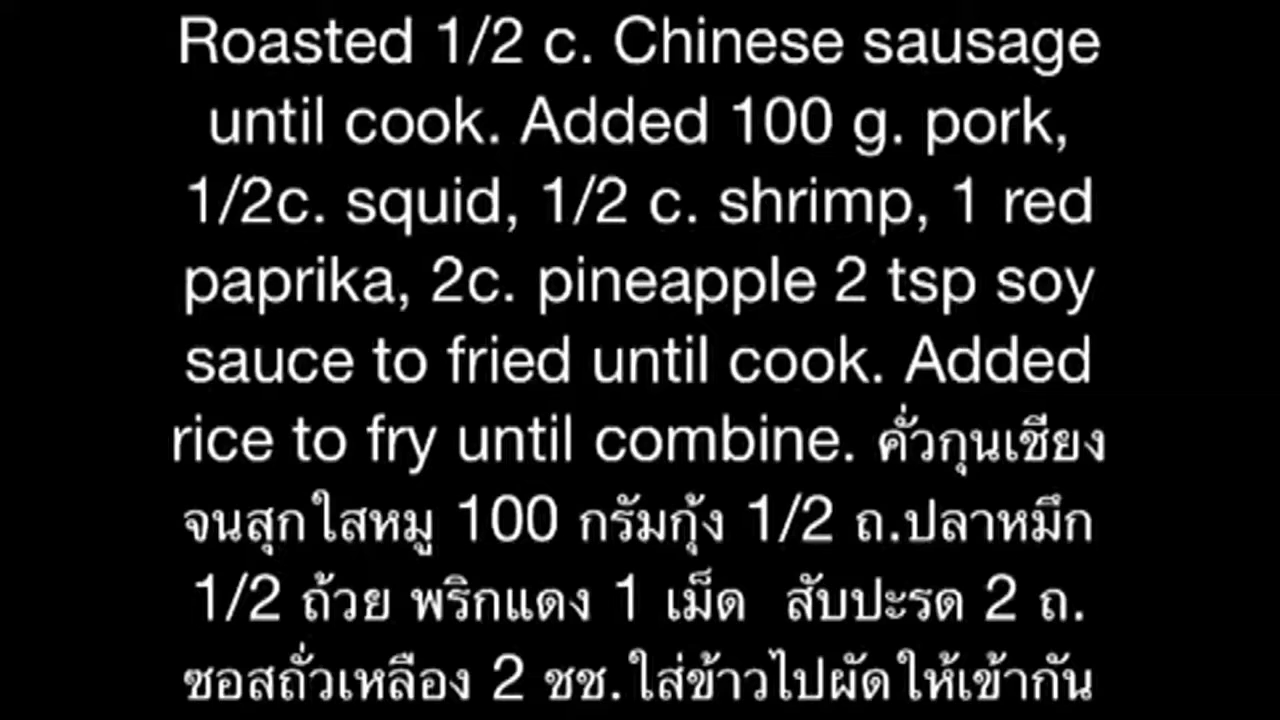 Roasted 1/2 c. Chinese sausage
until cook. Added 100 g. pork,
1/2c. squid, 1/2 c. shrimp, 1 red
paprika, 2c. pineapple 2 tsp soy
sauce to fried until cook. Added
rice to fry until combine. คั่วกุนเชียง
จนสุกใสหมู 100 กรัมกุ้ง 1/2 ถ.ปลาหมึก
1/2 ถ้วย พริกแดง 1 เม็ด สับปะรด 2 ถ.
ซอสถั่วเหลือง 2 ชช.ใส่ข้าวไปผัดให้เข้ากัน